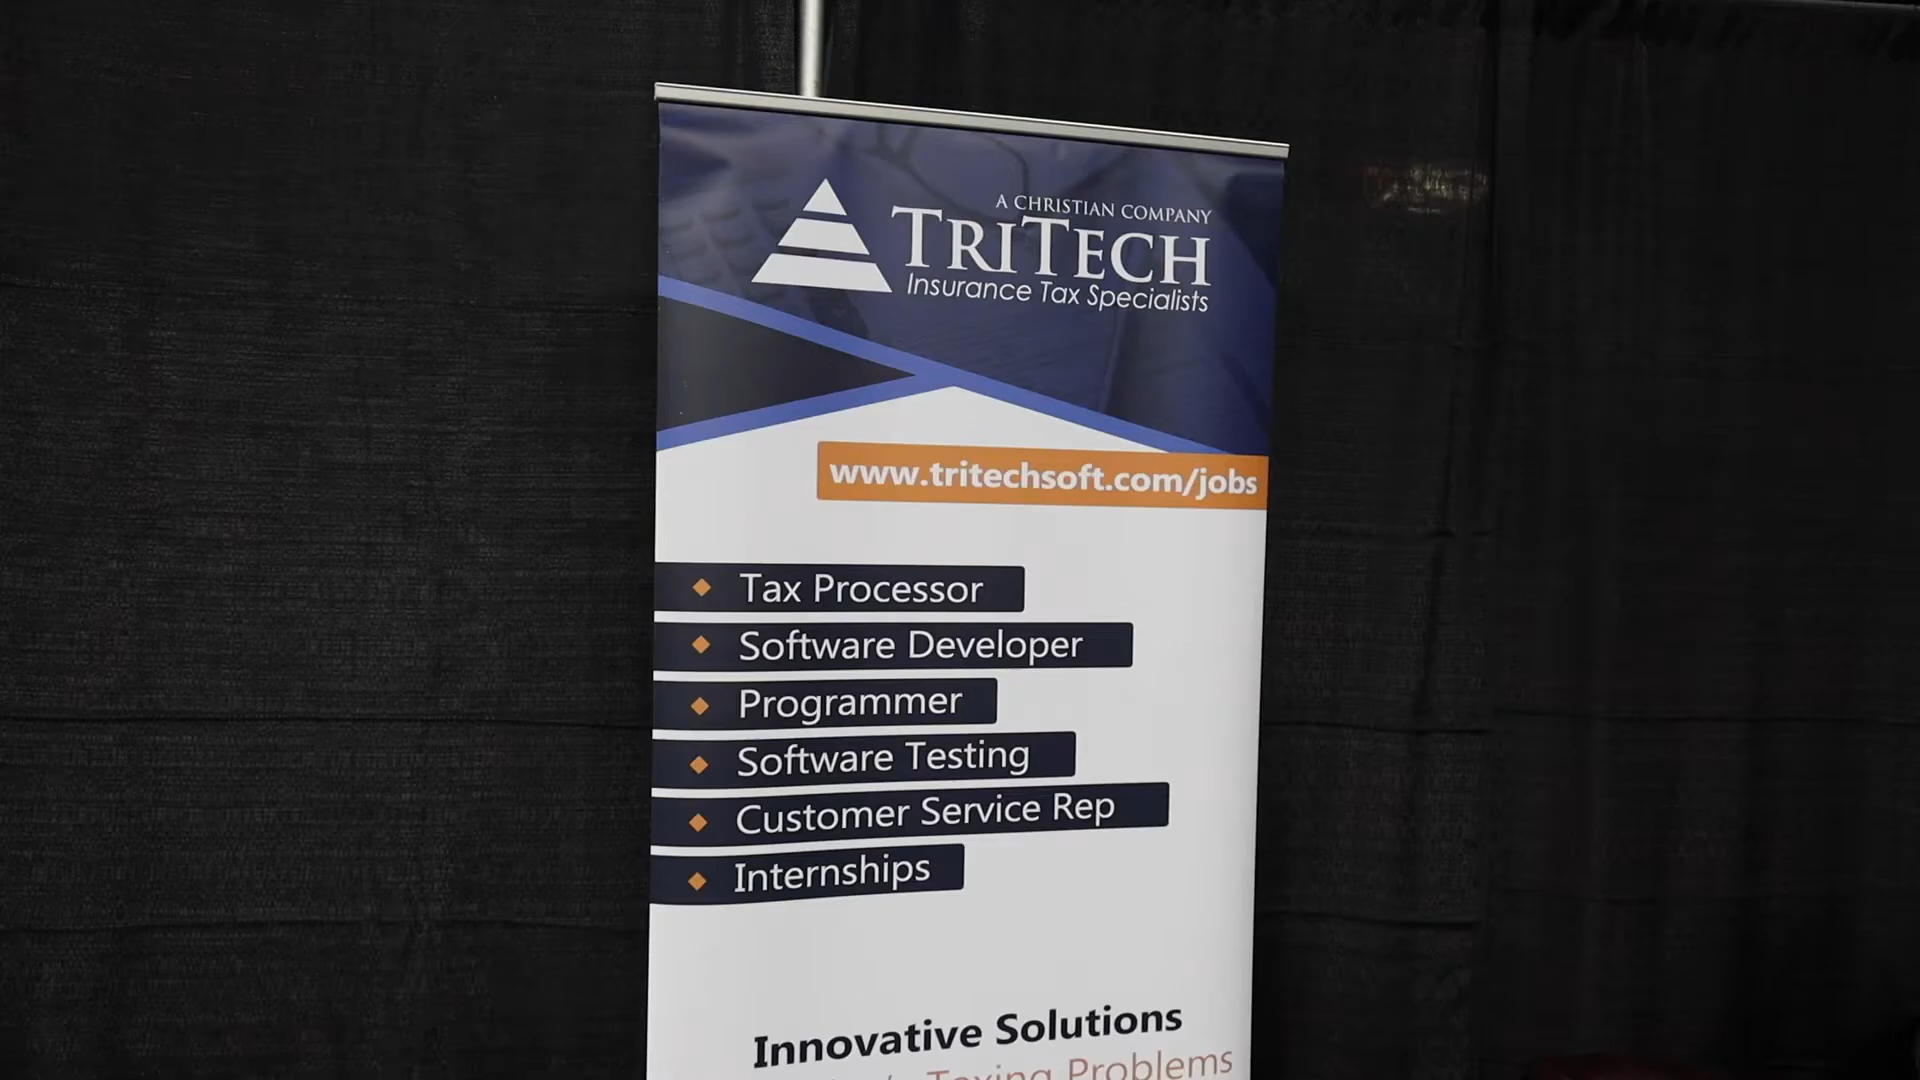 A CHRISTIAN COMPANY
TRITECH
Insurance Tax Specialists
www.tritechsoft.com/jobs
Tax Processor
Software Developer
Programmer
Software Testing
Customer Service Rep
Internships
Innovative Solutions
Taxing Problems